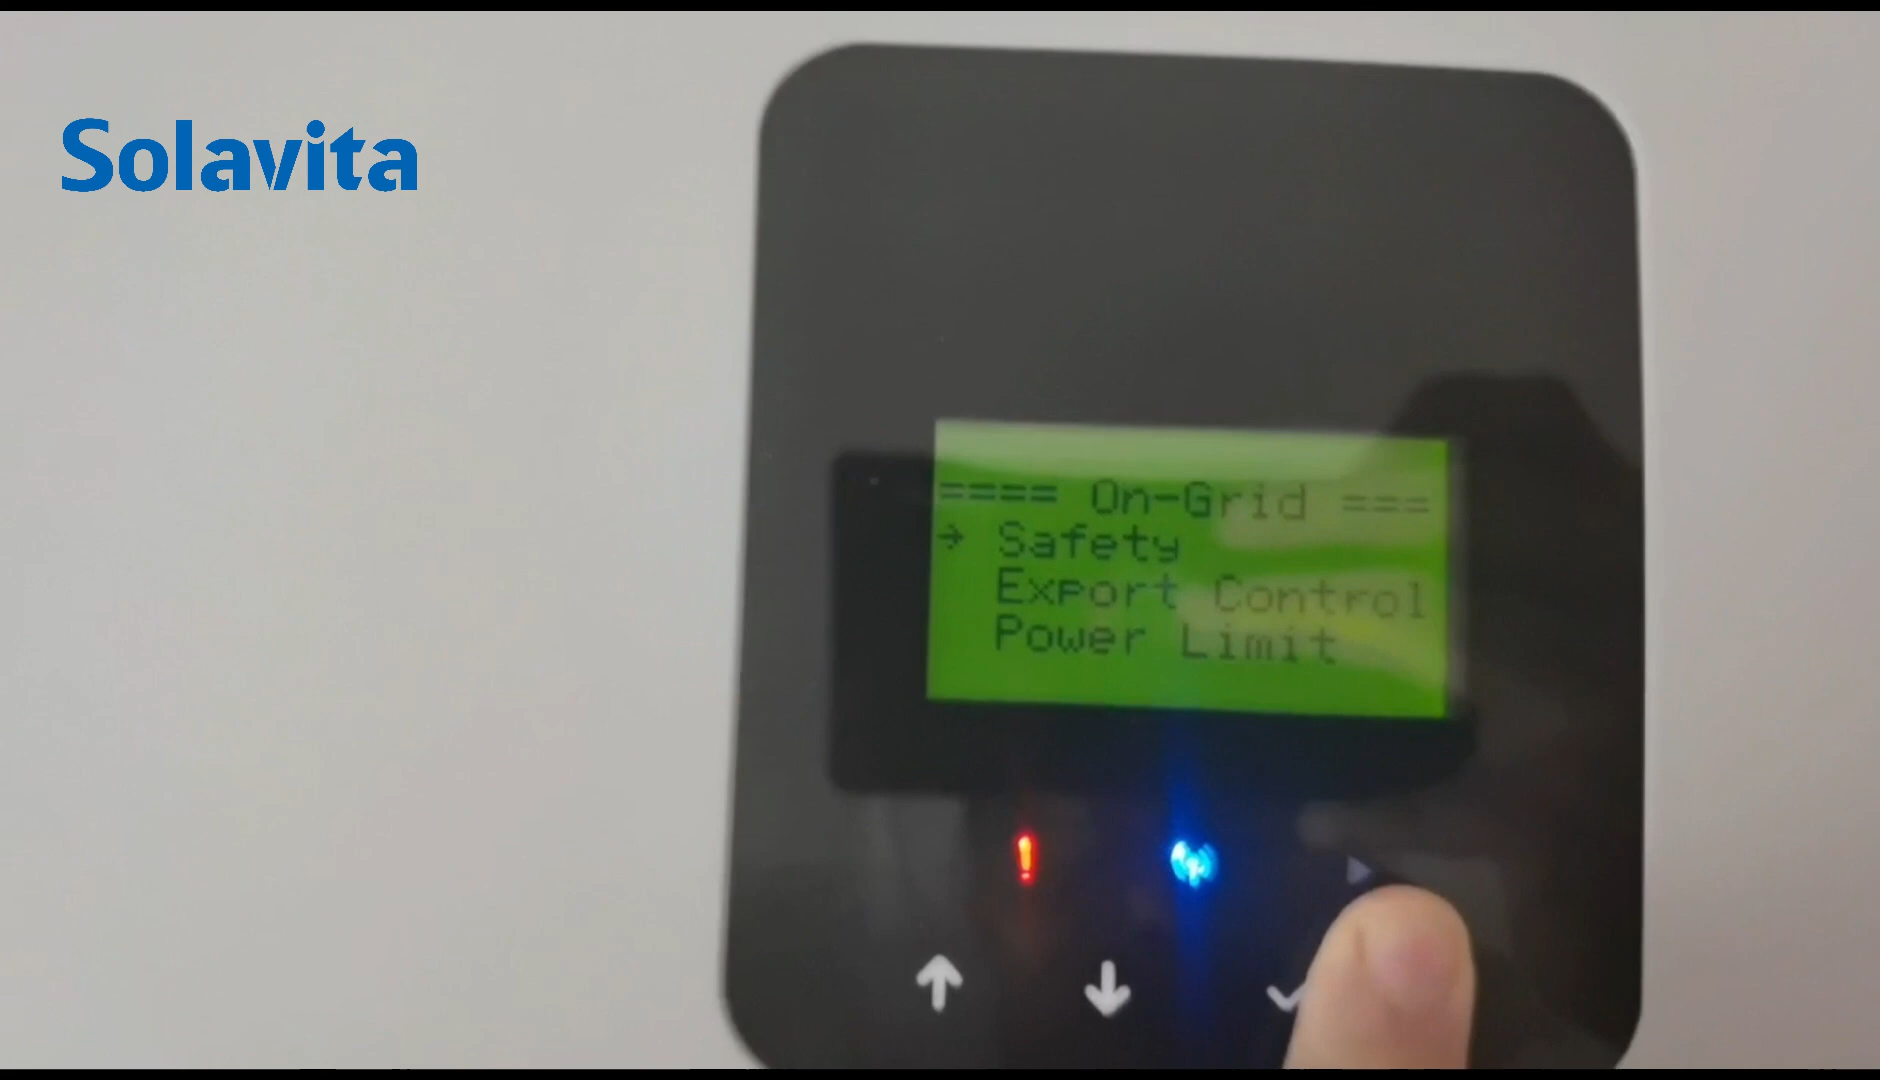 Solavita
==== On-Grid ===
→ Safety
Export Control
Power Limit